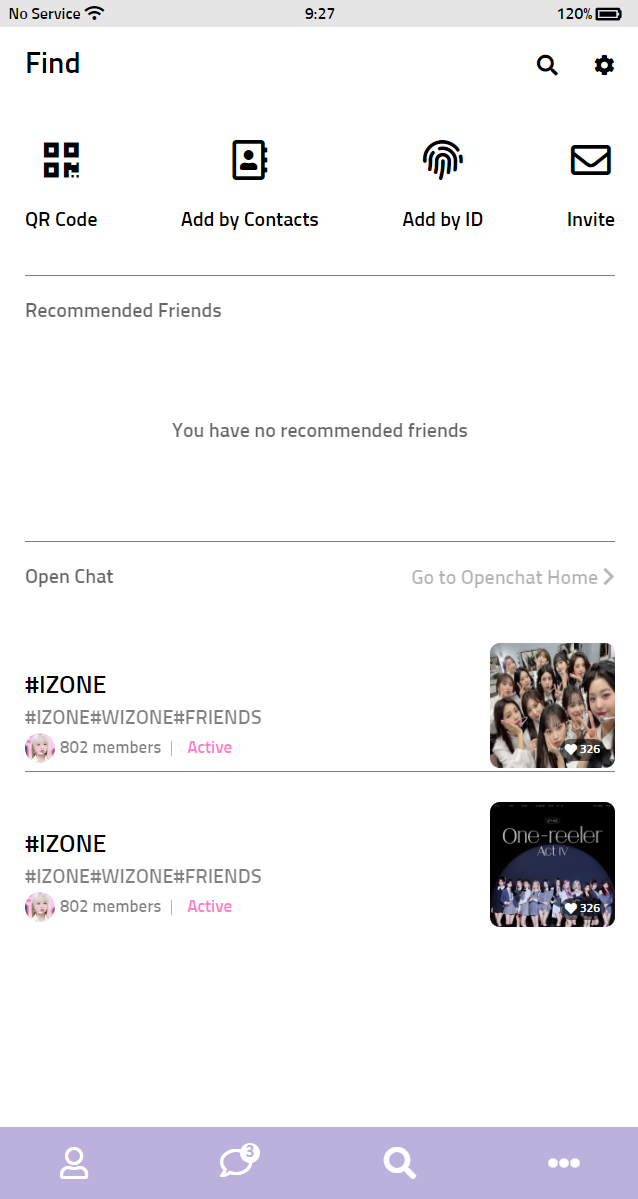 No Service 9:27 120%
Find
QR Code Add by Contacts Add by ID Invite
Recommended Friends
You have no recommended friends
Open Chat Go to Openchat Home
#IZONE
#IZONE#WIZONE#FRIENDS
802 members | Active
326
#IZONE
#IZONE#WIZONE#FRIENDS
802 members | Active
One-reeler
Act IV
326
3